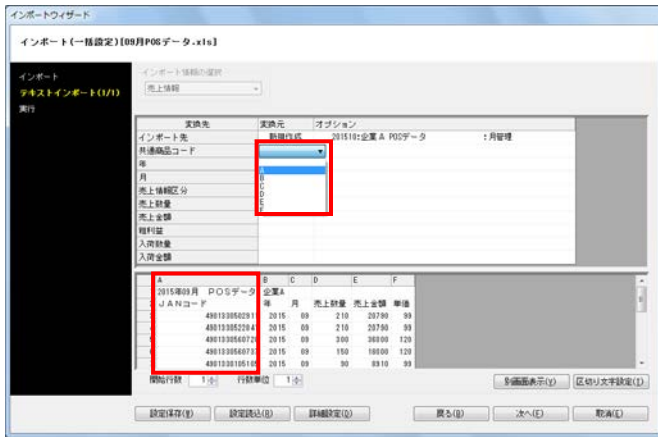 インポートウィザード
インポート(一括設定)[09月POSデータ.xls]
インポート
テキストインポート(1/1)
実行
インポート情報の選択
売上情報
変換先 変換元 オプション
インポート先 新規作成 201510:企業A POSデータ :月管理
共通商品コード
年
月
売上情報区分
売上数量
売上金額
粗利益
入荷数量
入荷金額
A
B
C
D
E
F
A B C D E F
2015年09月 POSデータ 企業A
JANコード 年 月 売上数量 売上金額 単価
2015 09 210 20790 99
2015 09 210 20790 99
2015 09 300 36000 120
2015 09 150 18000 120
2015 09 90 8910 99
開始行数 1 行数単位 1
別画面表示(V) 区切り文字設定(T)
設定保存(W) 設定読込(R) 詳細設定(O) 戻る(B) 次へ(E) 取消(C)